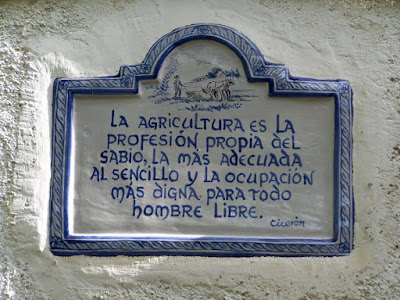 LA AGRICULTURA ES LA
PROFESIÓN PROPIA DEL
SABIO, LA MÁS ADECUADA
AL SENCILLO Y LA OCUPACIÓN
MÁS DIGNA PARA TODO
HOMBRE LIBRE.
Cicerón